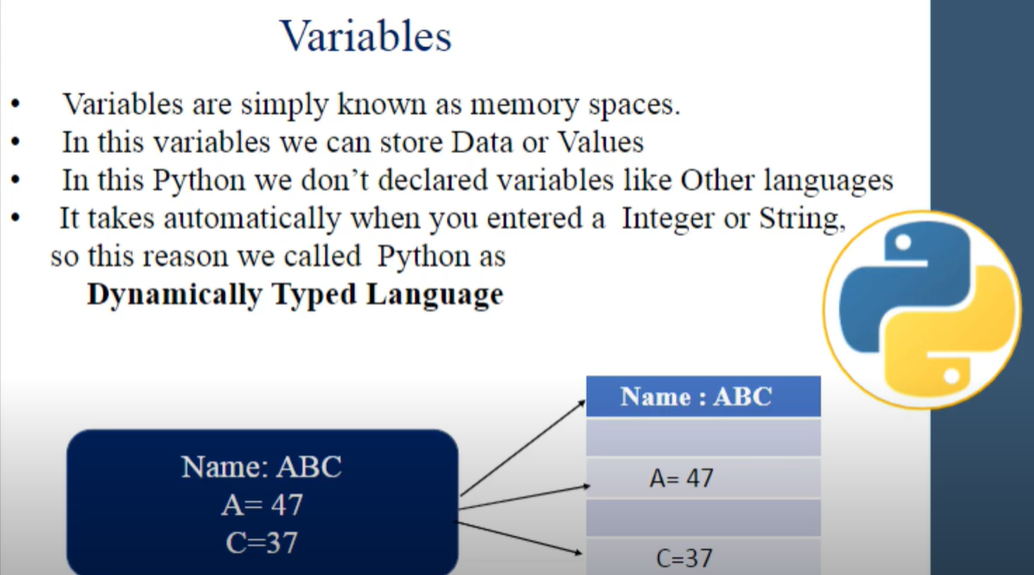 Variables
• Variables are simply known as memory spaces.
• In this variables we can store Data or Values
• In this Python we don’t declared variables like Other languages
• It takes automatically when you entered a Integer or String,
so this reason we called Python as
Dynamically Typed Language
Name: ABC
A= 47
C=37
Name : ABC
A= 47
C=37